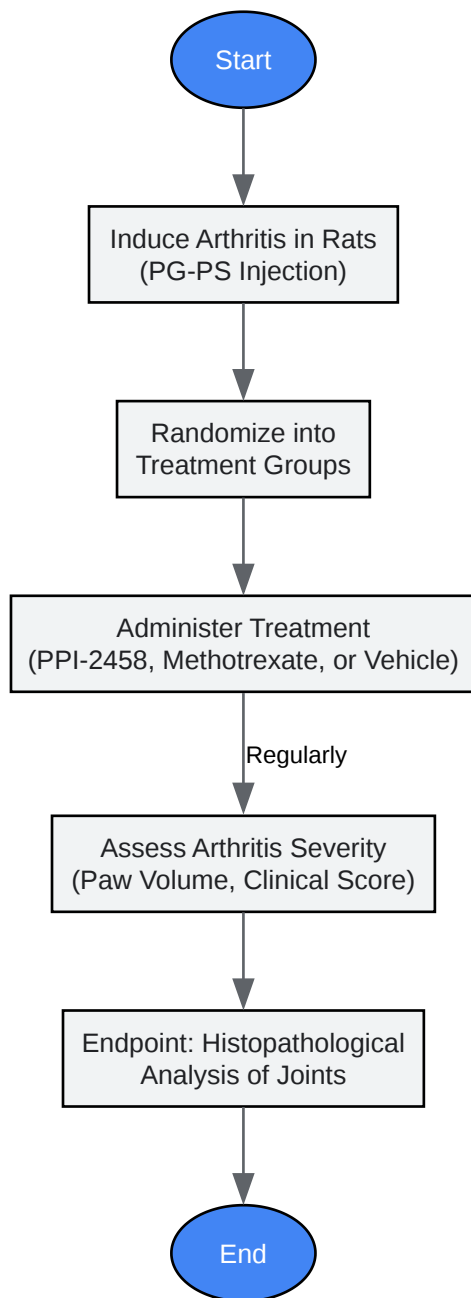 Start
Induce Arthritis in Rats
(PG-PS Injection)
Randomize into
Treatment Groups
Administer Treatment
(PPI-2458, Methotrexate, or Vehicle)
Regularly
Assess Arthritis Severity
(Paw Volume, Clinical Score)
Endpoint: Histopathological
Analysis of Joints
End